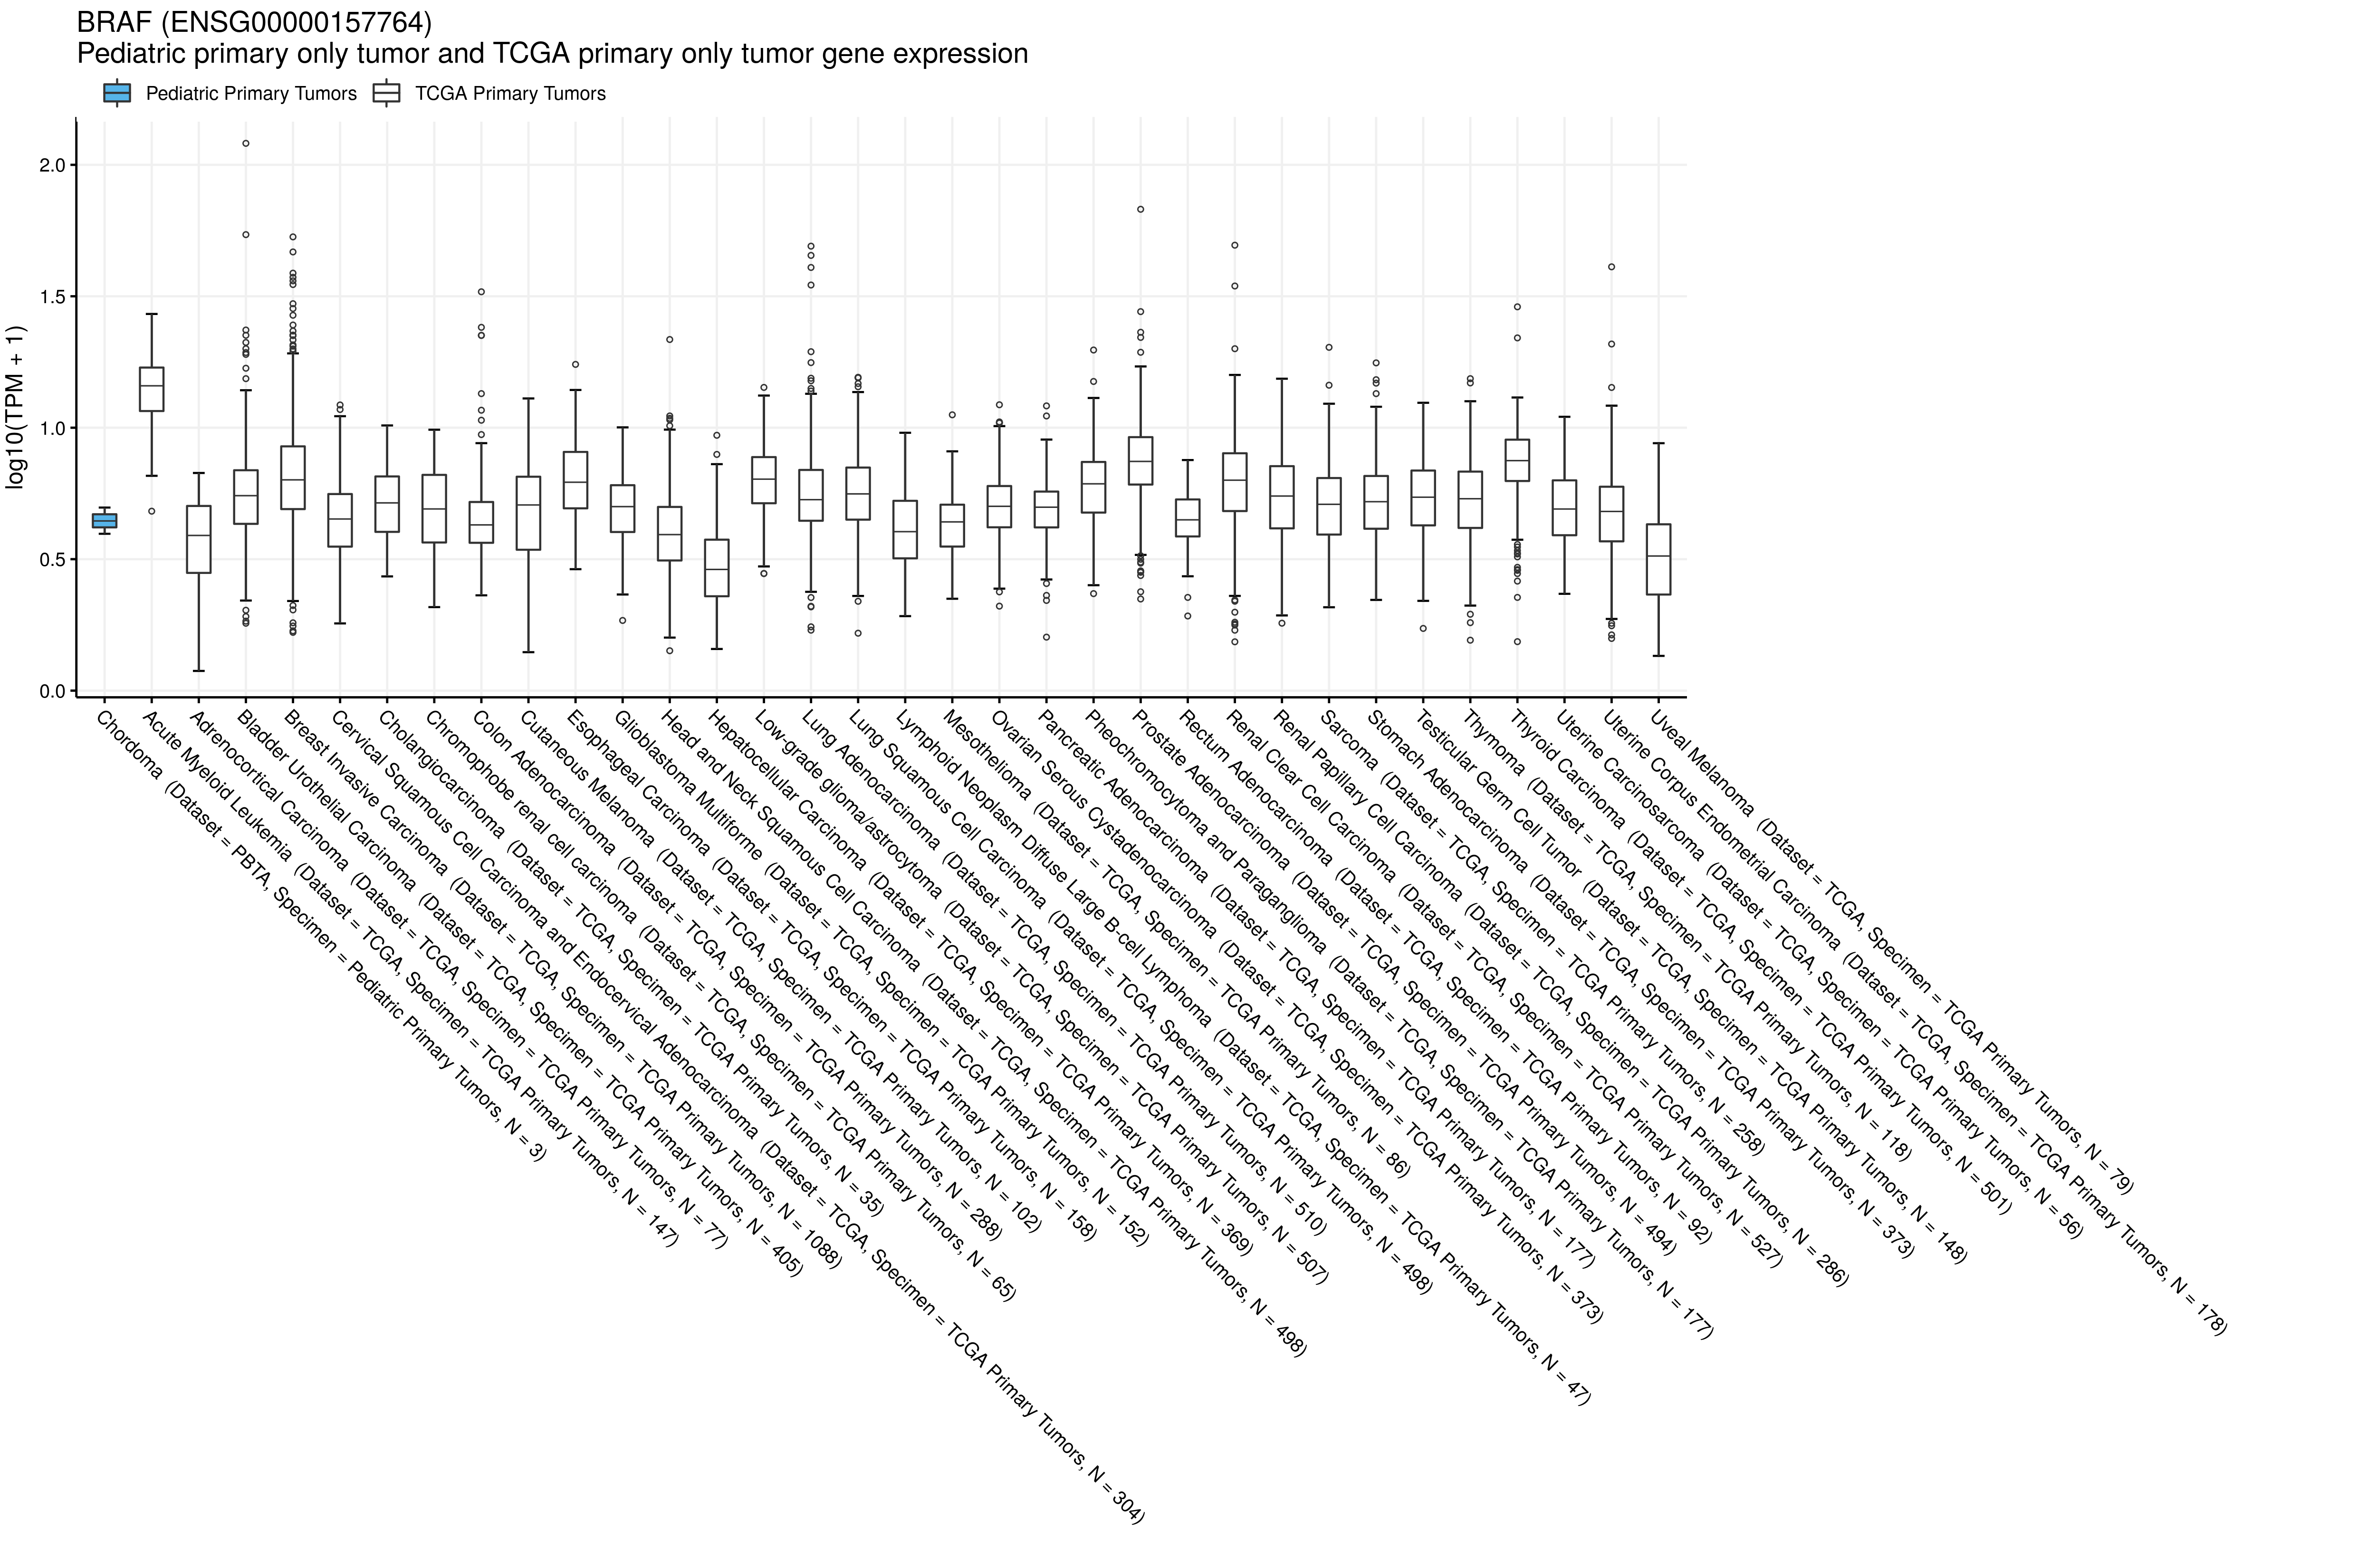 BRAF (ENSG00000157764)
Pediatric primary only tumor and TCGA primary only tumor gene expression
Pediatric Primary Tumors
TCGA Primary Tumors
log10(TPM + 1)
2.0
1.5
1.0
0.5
0.0
Chordoma (Dataset = PBTA, Specimen = Pediatric Primary Tumors, N = 3)
Acute Myeloid Leukemia (Dataset = TCGA, Specimen = TCGA Primary Tumors, N = 147)
Adrenocortical Carcinoma (Dataset = TCGA, Specimen = TCGA Primary Tumors, N = 77)
Bladder Urothelial Carcinoma (Dataset = TCGA, Specimen = TCGA Primary Tumors, N = 405)
Breast Invasive Carcinoma (Dataset = TCGA, Specimen = TCGA Primary Tumors, N = 1088)
Cervical Squamous Cell Carcinoma and Endocervical Adenocarcinoma (Dataset = TCGA, Specimen = TCGA Primary Tumors, N = 304)
Cholangiocarcinoma (Dataset = TCGA, Specimen = TCGA Primary Tumors, N = 35)
Chromophobe renal cell carcinoma (Dataset = TCGA, Specimen = TCGA Primary Tumors, N = 65)
Colon Adenocarcinoma (Dataset = TCGA, Specimen = TCGA Primary Tumors, N = 288)
Cutaneous Melanoma (Dataset = TCGA, Specimen = TCGA Primary Tumors, N = 102)
Esophageal Carcinoma (Dataset = TCGA, Specimen = TCGA Primary Tumors, N = 158)
Glioblastoma Multiforme (Dataset = TCGA, Specimen = TCGA Primary Tumors, N = 152)
Head and Neck Squamous Cell Carcinoma (Dataset = TCGA, Specimen = TCGA Primary Tumors, N = 498)
Hepatocellular Carcinoma (Dataset = TCGA, Specimen = TCGA Primary Tumors, N = 369)
Low-grade glioma/astrocytoma (Dataset = TCGA, Specimen = TCGA Primary Tumors, N = 507)
Lung Adenocarcinoma (Dataset = TCGA, Specimen = TCGA Primary Tumors, N = 510)
Lung Squamous Cell Carcinoma (Dataset = TCGA, Specimen = TCGA Primary Tumors, N = 498)
Lymphoid Neoplasm Diffuse Large B-cell Lymphoma (Dataset = TCGA, Specimen = TCGA Primary Tumors, N = 47)
Mesothelioma (Dataset = TCGA, Specimen = TCGA Primary Tumors, N = 86)
Ovarian Serous Cystadenocarcinoma (Dataset = TCGA, Specimen = TCGA Primary Tumors, N = 373)
Pancreatic Adenocarcinoma (Dataset = TCGA, Specimen = TCGA Primary Tumors, N = 177)
Pheochromocytoma and Paraganglioma (Dataset = TCGA, Specimen = TCGA Primary Tumors, N = 177)
Prostate Adenocarcinoma (Dataset = TCGA, Specimen = TCGA Primary Tumors, N = 494)
Rectum Adenocarcinoma (Dataset = TCGA, Specimen = TCGA Primary Tumors, N = 92)
Renal Clear Cell Carcinoma (Dataset = TCGA, Specimen = TCGA Primary Tumors, N = 527)
Renal Papillary Cell Carcinoma (Dataset = TCGA, Specimen = TCGA Primary Tumors, N = 286)
Sarcoma (Dataset = TCGA, Specimen = TCGA Primary Tumors, N = 258)
Stomach Adenocarcinoma (Dataset = TCGA, Specimen = TCGA Primary Tumors, N = 373)
Testicular Germ Cell Tumor (Dataset = TCGA, Specimen = TCGA Primary Tumors, N = 148)
Thymoma (Dataset = TCGA, Specimen = TCGA Primary Tumors, N = 118)
Thyroid Carcinoma (Dataset = TCGA, Specimen = TCGA Primary Tumors, N = 501)
Uterine Carcinosarcoma (Dataset = TCGA, Specimen = TCGA Primary Tumors, N = 56)
Uterine Corpus Endometrial Carcinoma (Dataset = TCGA, Specimen = TCGA Primary Tumors, N = 178)
Uveal Melanoma (Dataset = TCGA, Specimen = TCGA Primary Tumors, N = 79)